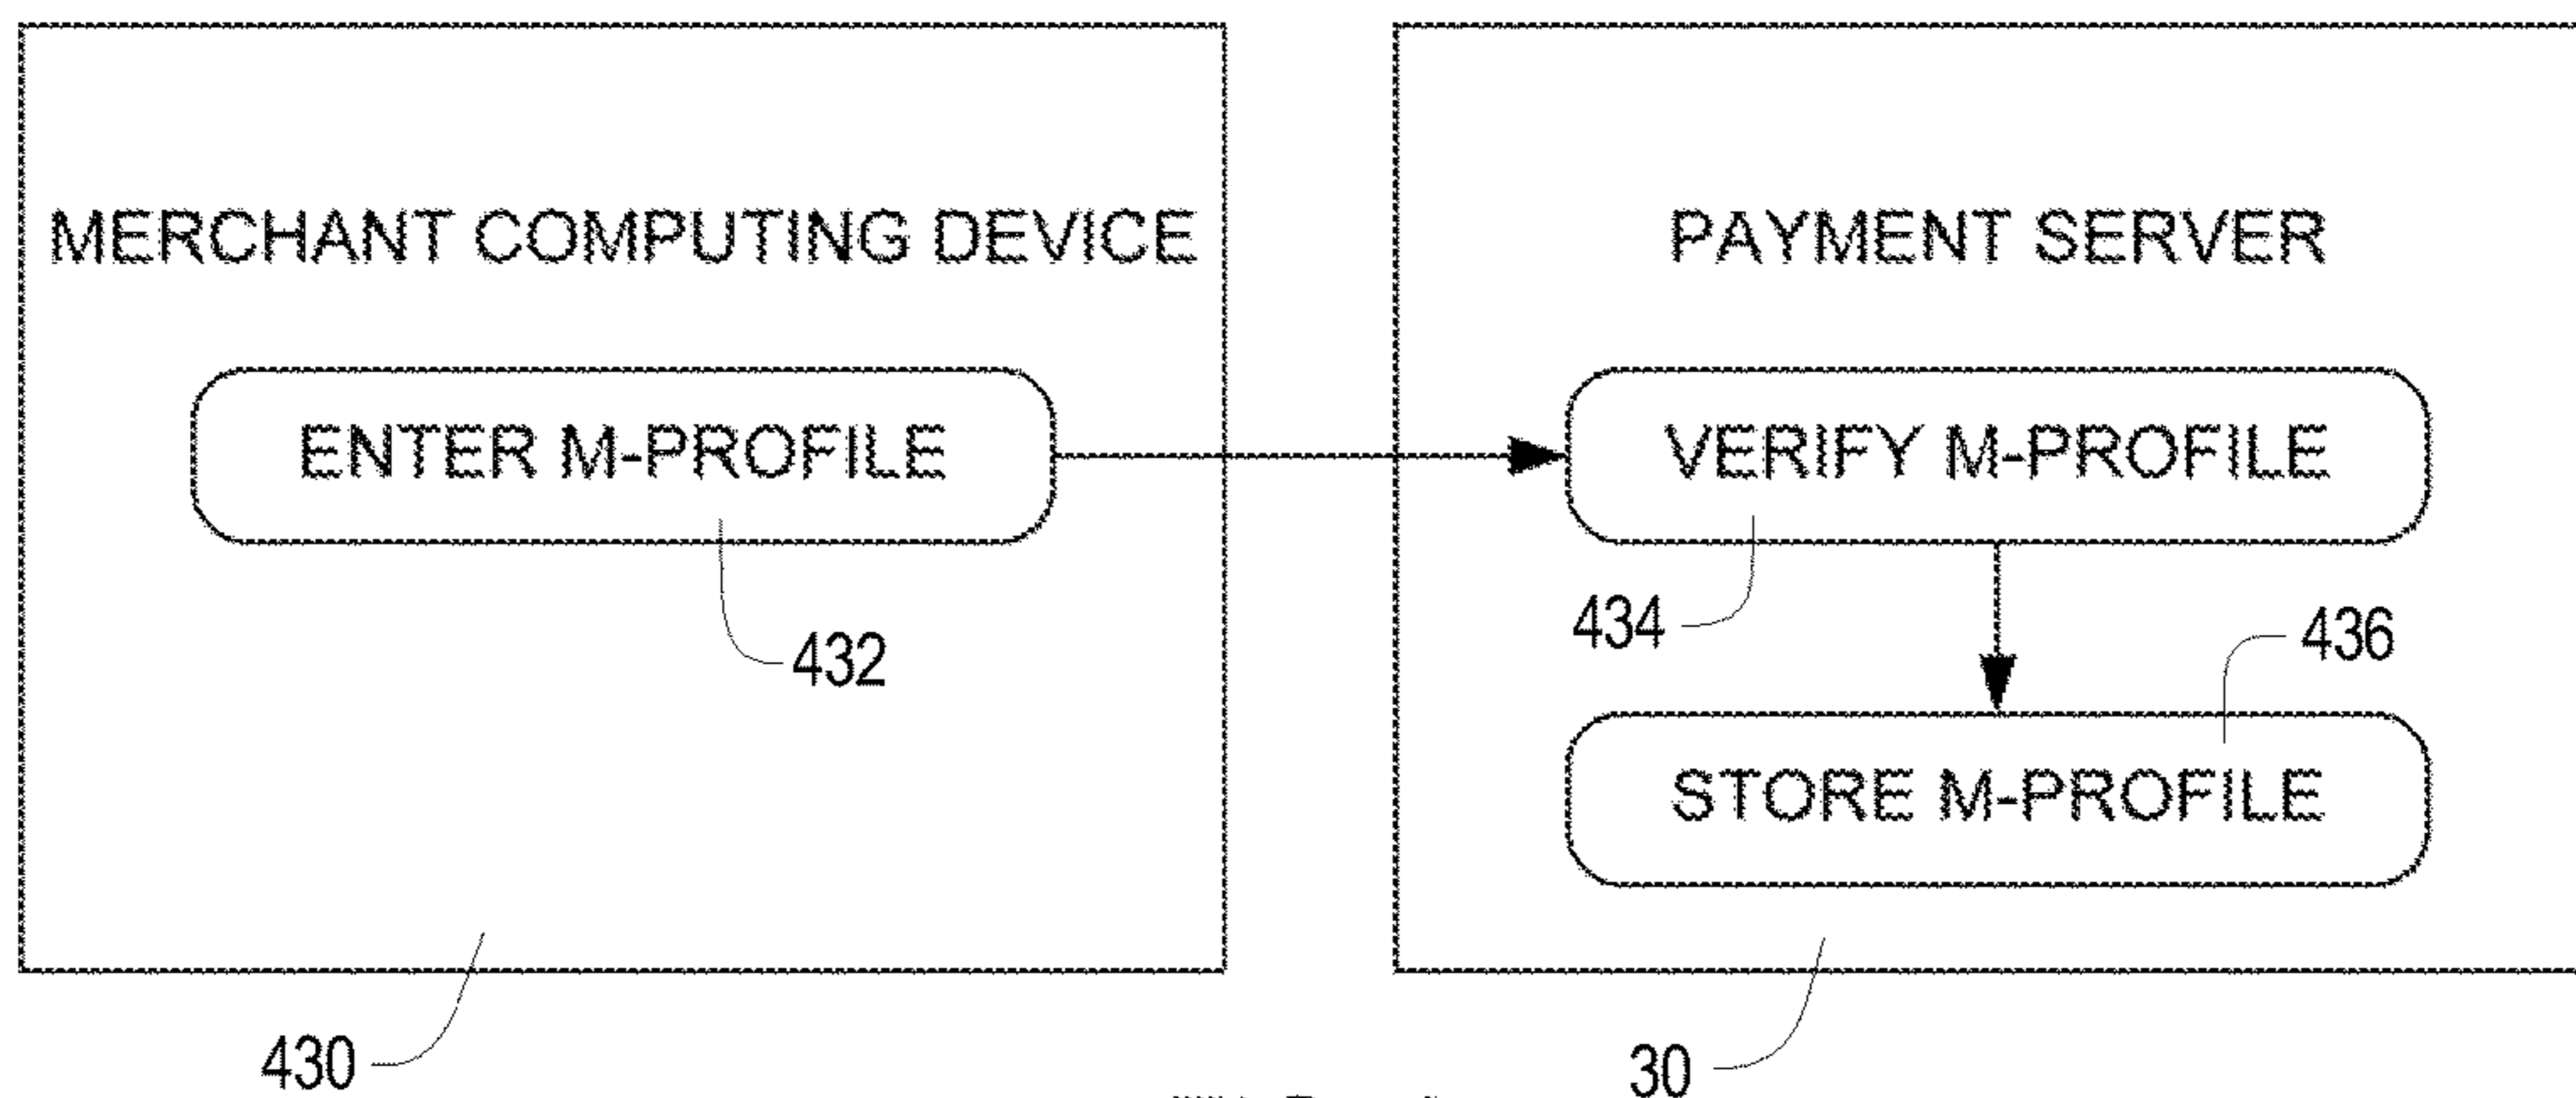 MERCHANT COMPUTING DEVICE
ENTER M-PROFILE
432
430
PAYMENT SERVER
VERIFY M-PROFILE
434
436
STORE M-PROFILE
30